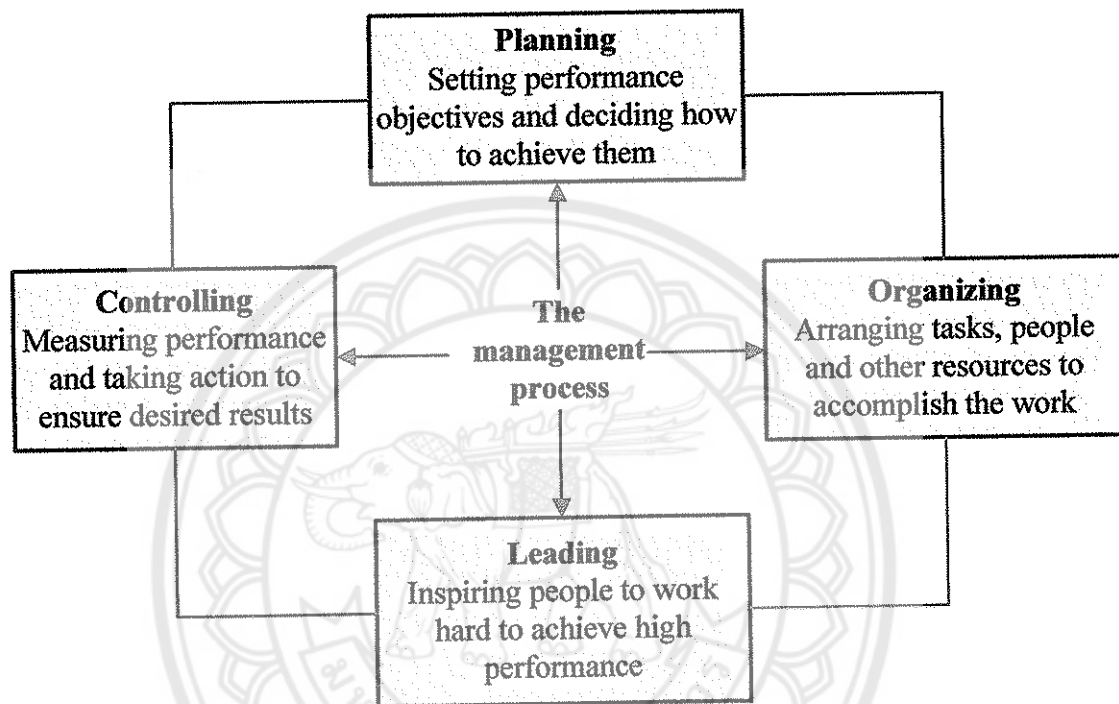 Planning
Setting performance
objectives and deciding how
to achieve them
Controlling
Measuring performance
and taking action to
ensure desired results
The
management
process
Organizing
Arranging tasks, people
and other resources to
accomplish the work
Leading
Inspiring people to work
hard to achieve high
performance